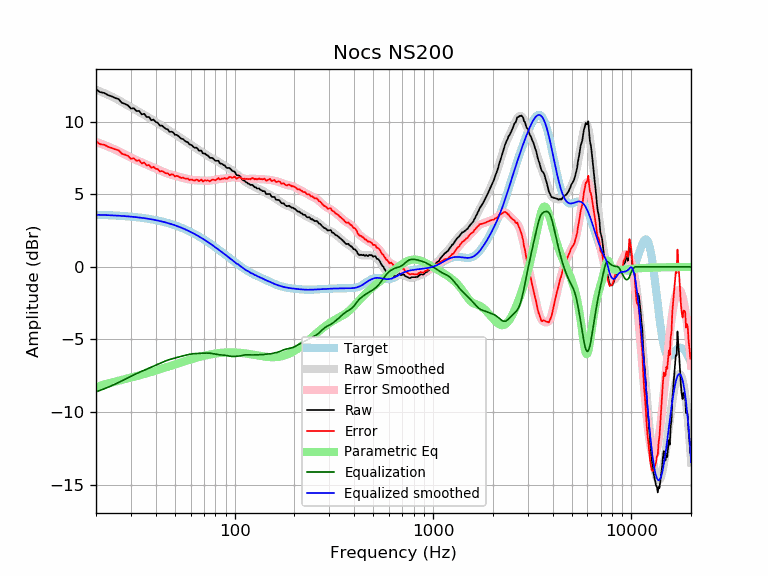 Nocs NS200
Amplitude (dBr)
10
5
0
−5
−10
−15
100
1000
10000
Frequency (Hz)
Target
Raw Smoothed
Error Smoothed
Raw
Error
Parametric Eq
Equalization
Equalized smoothed